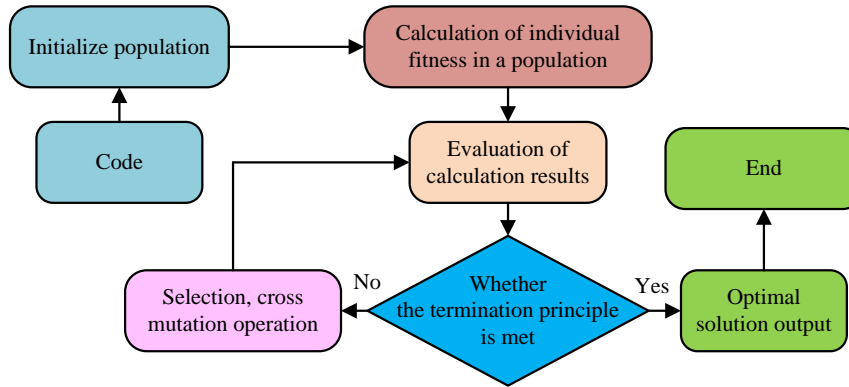 Initialize population
Calculation of individual
fitness in a population
Code
Evaluation of
calculation results
End
No
Whether
the termination principle
is met
Yes
Selection, cross
mutation operation
Optimal
solution output